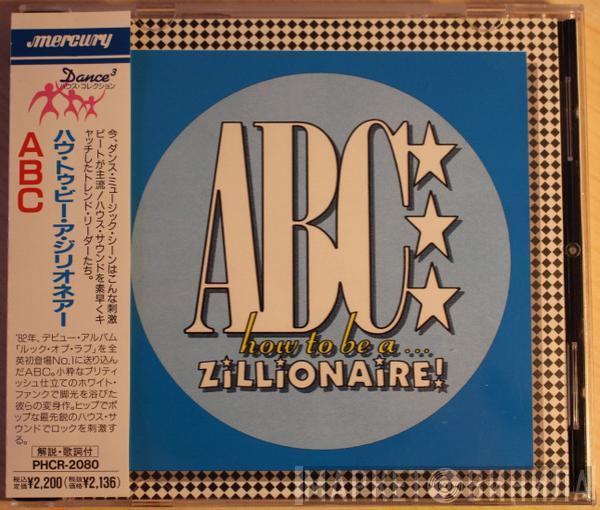 mercury
Dance³
ハウス・コレクション
ABC
ハウ・トゥ・ビー・ア・ジリオネアー
今、ダンス・ミュージック・シーンはこんな刺激
ビートが主流!ハウス・サウンドを素早くキ
ャッチしたトレンド・リーダーたち。
'82年、デビュー・アルバム
「ルック・オブ・ラブ」を全
英初登場No.1に送り込ん
だABC。小粋なブリティ
ッシュ仕立てのホワイト・
ファンクで脚光を浴びた
彼らの変身作。ヒップでポ
ップな最先鋭のハウス・サ
ウンドでロックを刺激す
る。
解説・歌詞付
PHCR-2080
税込価格¥2,200(税抜価格¥2,136)
ABC
how to be a ...
ZiLLiONAiRE!